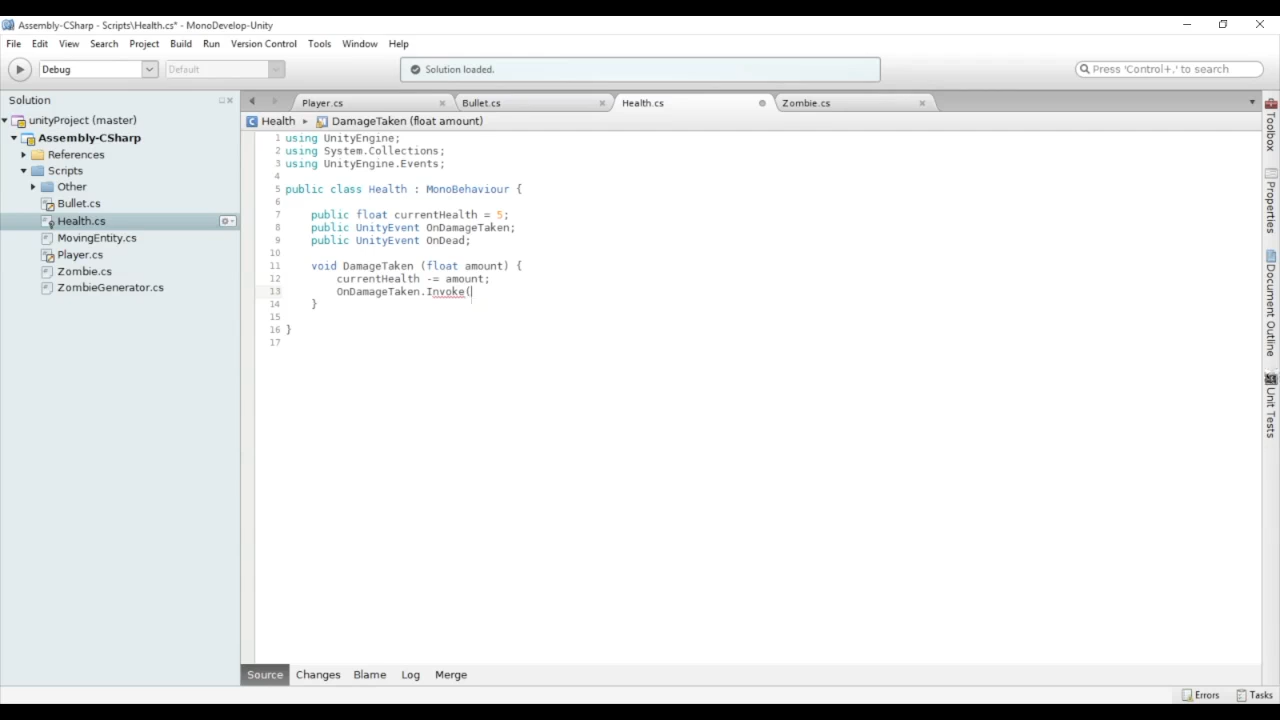 Assembly-CSharp - Scripts\Health.cs* - MonoDevelop-Unity
File Edit View Search Project Build Run Version Control Tools Window Help
Debug Default Solution loaded. Press 'Control+,' to search
Solution
unityProject (master)
Assembly-CSharp
References
Scripts
Other
Bullet.cs
Health.cs
MovingEntity.cs
Player.cs
Zombie.cs
ZombieGenerator.cs
Player.cs Bullet.cs Health.cs Zombie.cs
Health DamageTaken (float amount)
1 using UnityEngine;
2 using System.Collections;
3 using UnityEngine.Events;
4
5 public class Health : MonoBehaviour {
6
7 public float currentHealth = 5;
8 public UnityEvent OnDamageTaken;
9 public UnityEvent OnDead;
10
11 void DamageTaken (float amount) {
12 currentHealth -= amount;
13 OnDamageTaken.Invoke(
14 }
15
16 }
17
Source Changes Blame Log Merge
Toolbox
Properties
Document Outline
Unit Tests
Errors Tasks